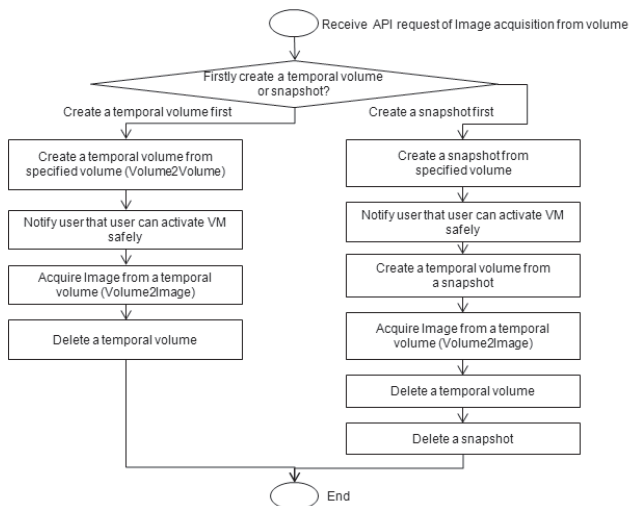 Receive API request of Image acquisition from volume
Firstly create a temporal volume
or snapshot?
Create a temporal volume first
Create a snapshot first
Create a temporal volume from
specified volume (Volume2Volume)
Notify user that user can activate VM
safely
Acquire Image from a temporal
volume (Volume2Image)
Delete a temporal volume
Create a snapshot from
specified volume
Notify user that user can activate VM
safely
Create a temporal volume from
a snapshot
Acquire Image from a temporal
volume (Volume2Image)
Delete a temporal volume
Delete a snapshot
End